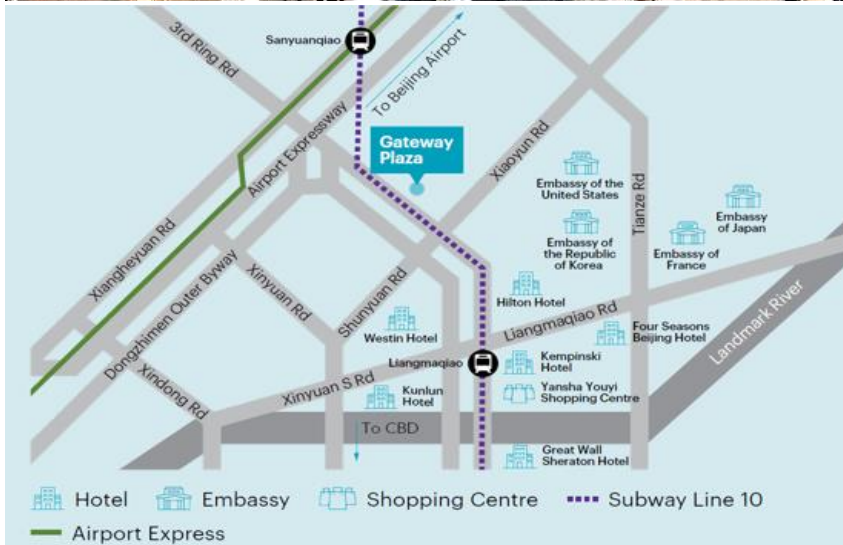 Sanyuanqiao
3rd Ring Rd
To Beijing Airport
Airport Expressway
Gateway
Plaza
Xiaoyun Rd
Embassy of the
United States
Tianze Rd
Embassy
of Japan
Embassy of
the Republic
of Korea
Embassy of
France
Xiangheyuan Rd
Dongzhimen Outer Byway
Xinyuan Rd
Shunyuan Rd
Hilton Hotel
Liangmaqiao Rd
Landmark River
Westin Hotel
Four Seasons
Beijing Hotel
Liangmaqiao
Kempinski
Hotel
Xindong Rd
Xinyuan S Rd
Kunlun
Hotel
Yansha Youyi
Shopping Centre
To CBD
Great Wall
Sheraton Hotel
Hotel
Embassy
Shopping Centre
Subway Line 10
Airport Express